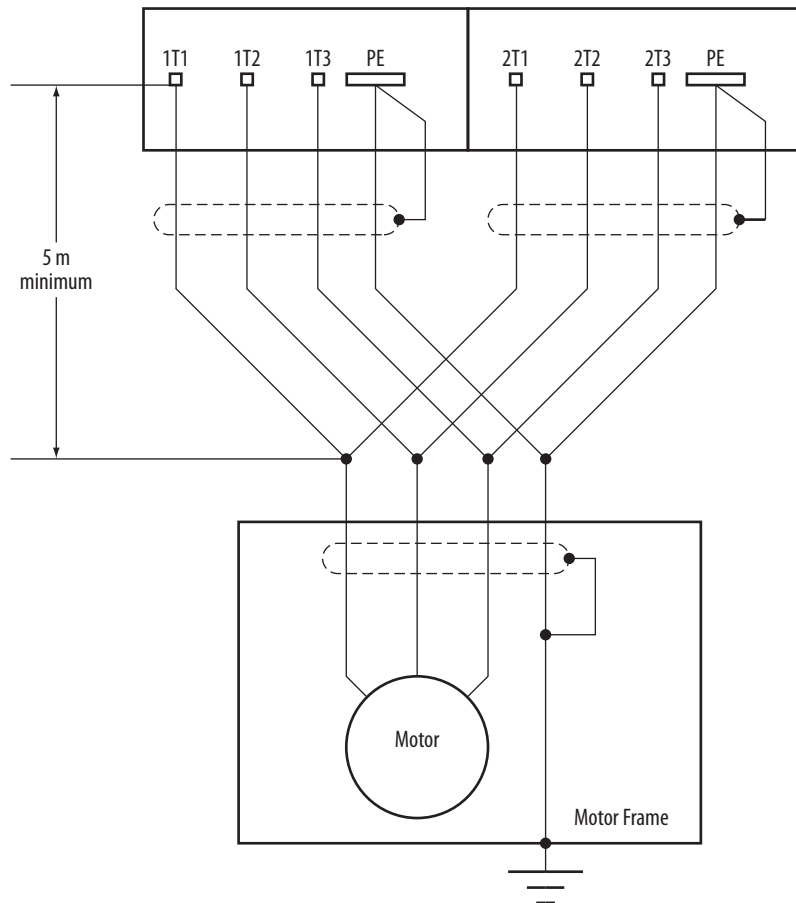 1T1 1T2 1T3 PE 2T1 2T2 2T3 PE
5 m
minimum
Motor
Motor Frame